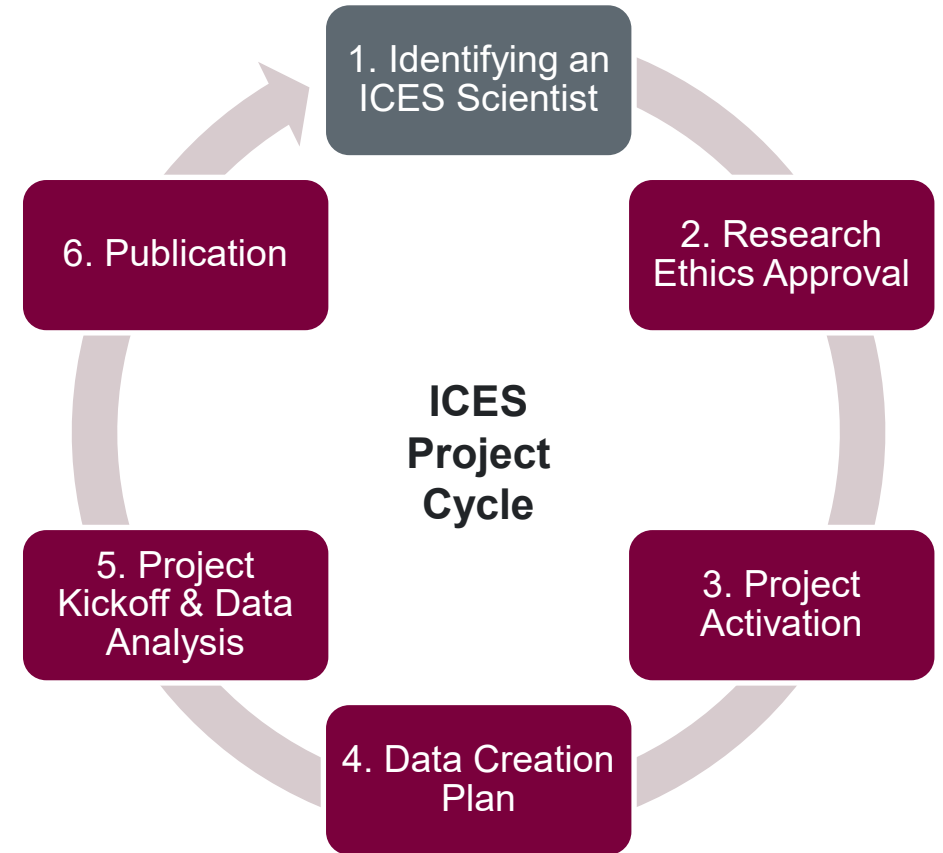 1. Identifying an
ICES Scientist
2. Research
Ethics Approval
3. Project
Activation
4. Data Creation
Plan
5. Project
Kickoff & Data
Analysis
6. Publication
ICES
Project
Cycle